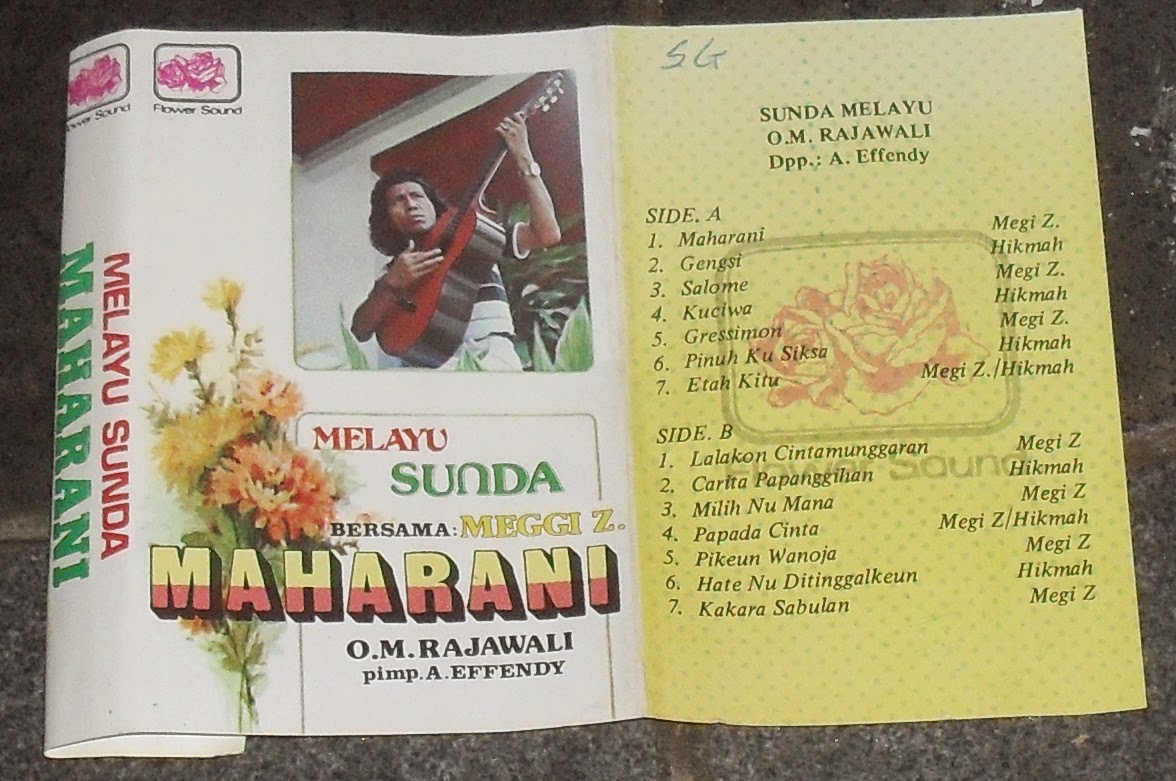 Flower Sound
Flower Sound
MELAYU SUNDA
MAHARANI
MELAYU
SUNDA
BERSAMA: MEGGI Z.
MAHARANI
O.M. RAJAWALI
pimp. A. EFFENDY
SG
SUNDA MELAYU
O.M. RAJAWALI
Dpp.: A. Effendy
SIDE. A
1. Maharani Megi Z.
2. Gengsi Hikmah
3. Salome Megi Z.
4. Kuciwa Hikmah
5. Gressimon Megi Z.
6. Pinuh Ku Siksa Hikmah
7. Etah Kitu Megi Z./Hikmah
SIDE. B
1. Lalakon Cintamunggaran Megi Z
2. Carita Papanggihan Hikmah
3. Milih Nu Mana Megi Z
4. Papada Cinta Megi Z/Hikmah
5. Pikeun Wanoja Megi Z
6. Hate Nu Ditinggalkeun Hikmah
7. Kakara Sabulan Megi Z
Flower Sound